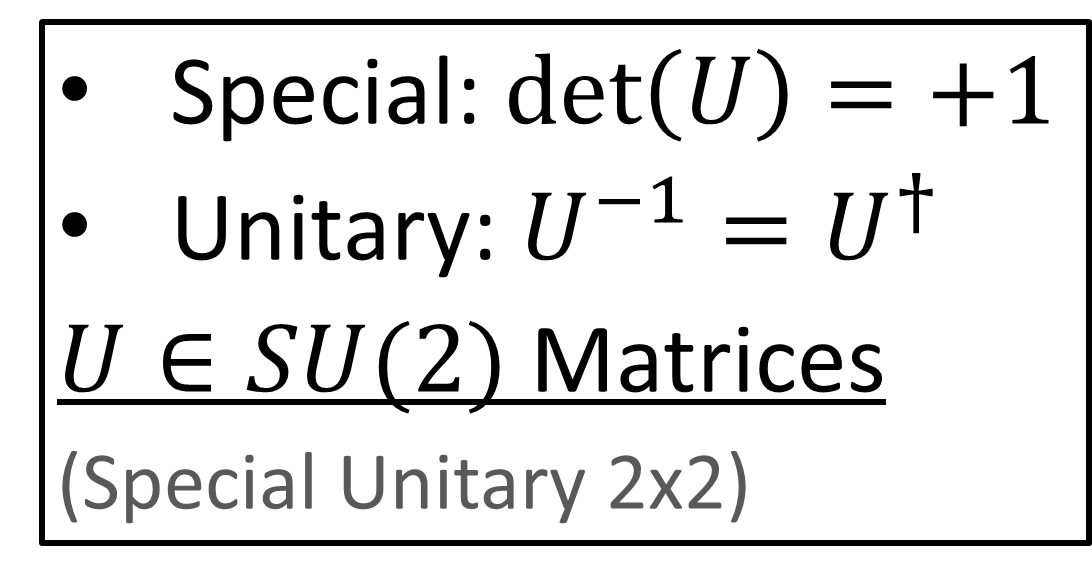 • Special: det(U) = +1
• Unitary: U⁻¹ = U†
U ∈ SU(2) Matrices
(Special Unitary 2x2)